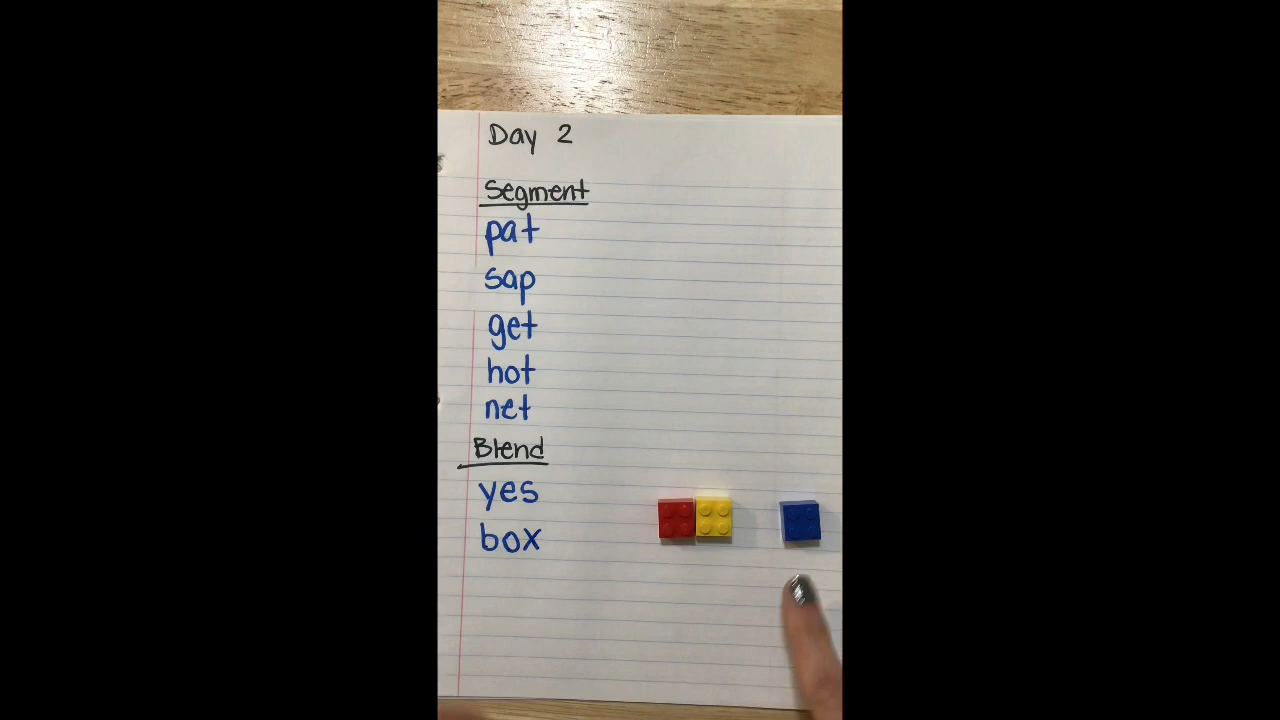 Day 2
Segment
pat
sap
get
hot
net
Blend
yes
box